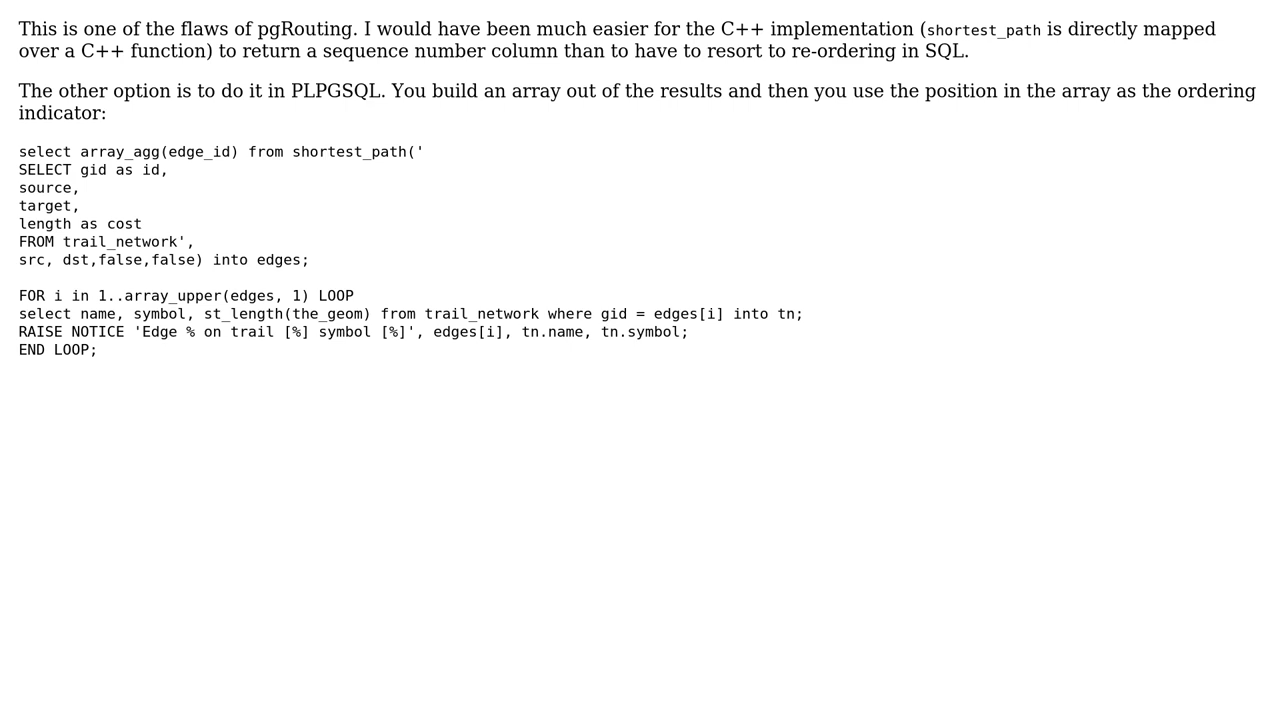 This is one of the flaws of pgRouting. I would have been much easier for the C++ implementation (shortest_path is directly mapped
over a C++ function) to return a sequence number column than to have to resort to re-ordering in SQL.
The other option is to do it in PLPGSQL. You build an array out of the results and then you use the position in the array as the ordering
indicator:
select array_agg(edge_id) from shortest_path('
SELECT gid as id,
source,
target,
length as cost
FROM trail_network',
src, dst,false,false) into edges;
FOR i in 1..array_upper(edges, 1) LOOP
select name, symbol, st_length(the_geom) from trail_network where gid = edges[i] into tn;
RAISE NOTICE 'Edge % on trail [%] symbol [%]', edges[i], tn.name, tn.symbol;
END LOOP;